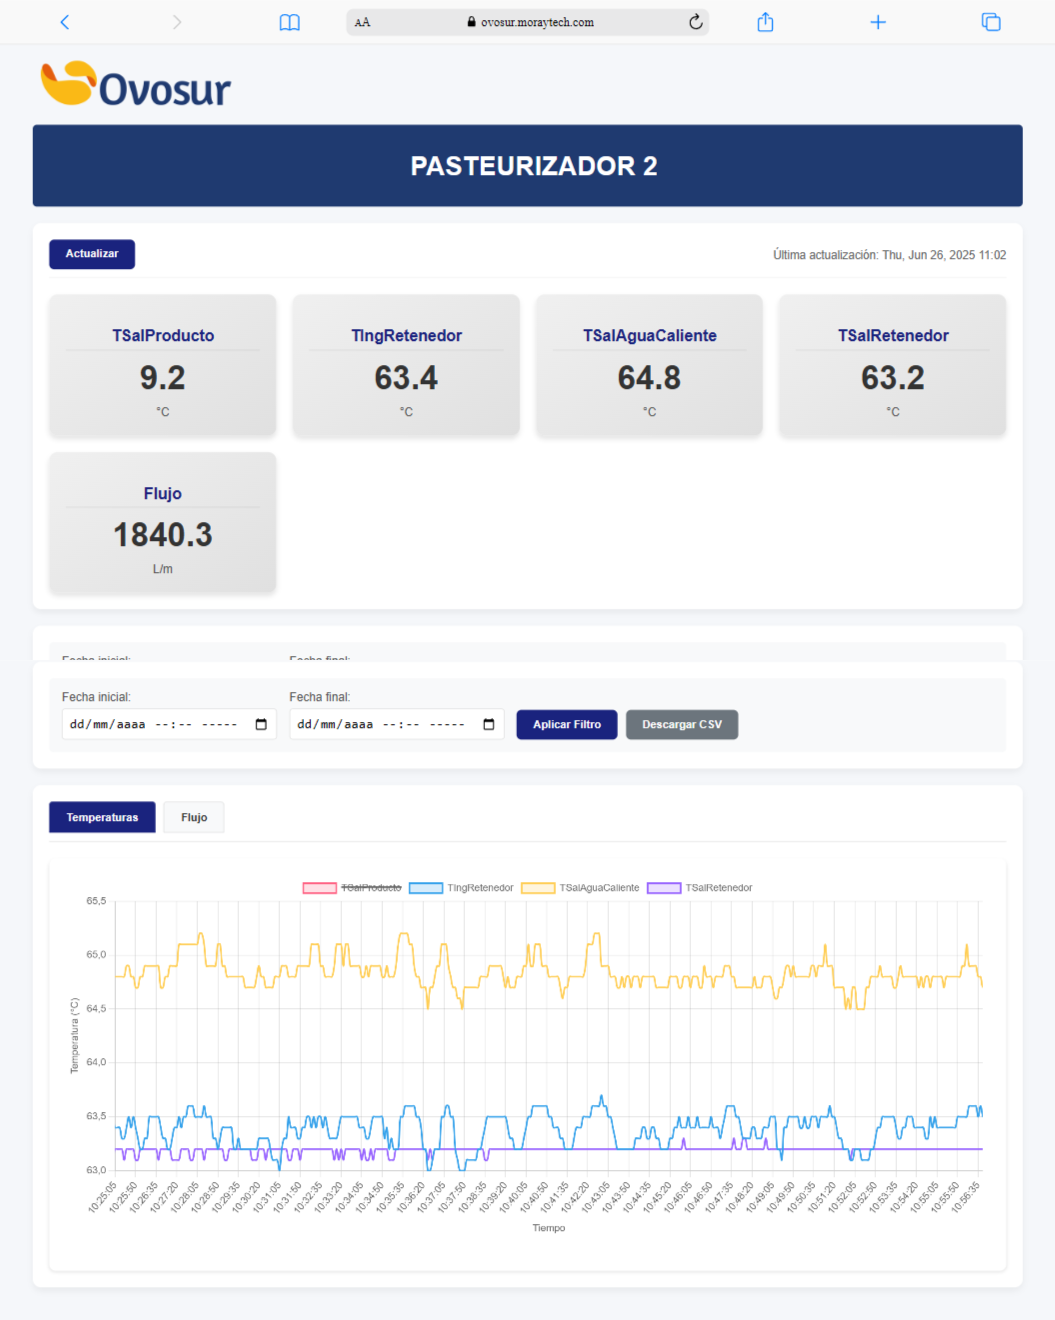 AA ovosur.moraytech.com
Ovosur
PASTEURIZADOR 2
Actualizar
Última actualización: Thu, Jun 26, 2025 11:02
TSalProducto
9.2
°C
TIngRetenedor
63.4
°C
TSalAguaCaliente
64.8
°C
TSalRetenedor
63.2
°C
Flujo
1840.3
L/m
Fecha inicial: Fecha final:
Fecha inicial: Fecha final:
dd/mm/aaaa --:-- ----- dd/mm/aaaa --:-- ----- Aplicar Filtro Descargar CSV
Temperaturas Flujo
TSalProducto TIngRetenedor TSalAguaCaliente TSalRetenedor
65,5
65,0
64,5
64,0
63,5
63,0
Temperatura (°C)
10:25:05 10:25:50 10:26:35 10:27:20 10:28:05 10:28:50 10:29:35 10:30:20 10:31:05 10:31:50 10:32:35 10:33:20 10:34:05 10:34:50 10:35:35 10:36:20 10:37:05 10:37:50 10:38:35 10:39:20 10:40:05 10:40:50 10:41:35 10:42:20 10:43:05 10:43:50 10:44:35 10:45:20 10:46:05 10:46:50 10:47:35 10:48:20 10:49:05 10:49:50 10:50:35 10:51:20 10:52:05 10:52:50 10:53:35 10:54:20 10:55:05 10:55:50 10:56:35
Tiempo